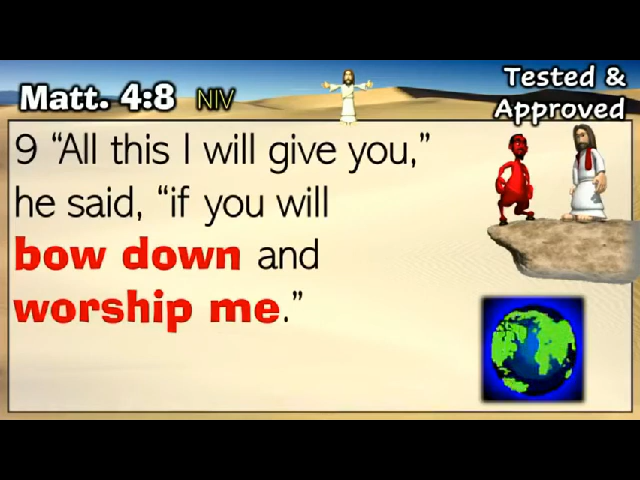 Matt. 4:8 NIV
Tested &
Approved
9 “All this I will give you,”
he said, “if you will
bow down and
worship me.”